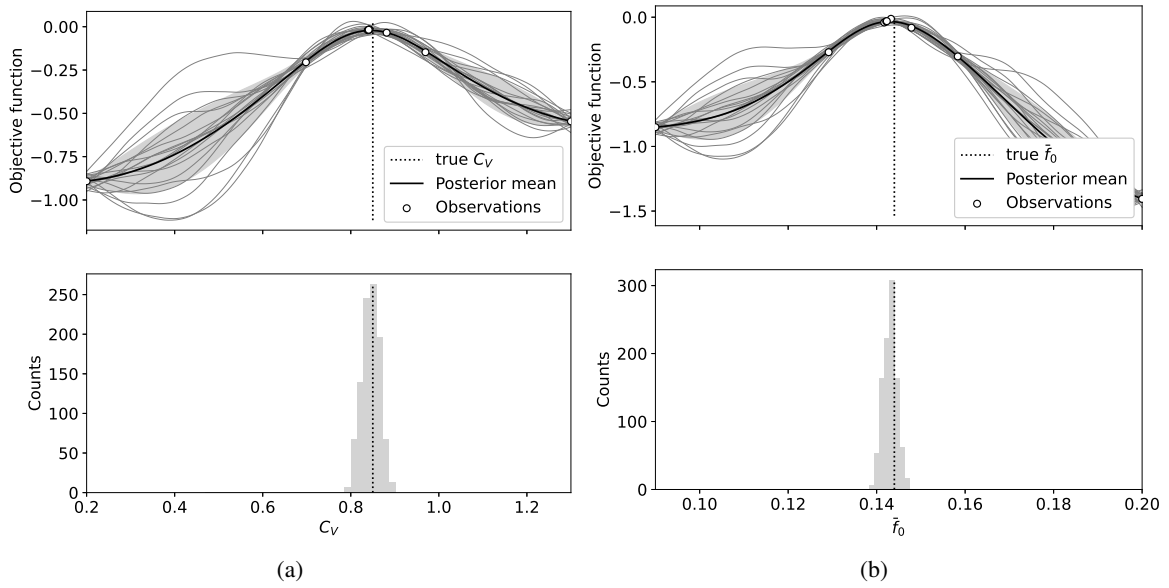 0.00
−0.25
−0.50
−0.75
−1.00
Objective function
true C_V
Posterior mean
Observations
250
200
150
100
50
0
Counts
0.2 0.4 0.6 0.8 1.0 1.2
C_V
(a)
0.0
−0.5
−1.0
−1.5
Objective function
true f̄_0
Posterior mean
Observations
300
200
100
0
Counts
0.10 0.12 0.14 0.16 0.18 0.20
f̄_0
(b)